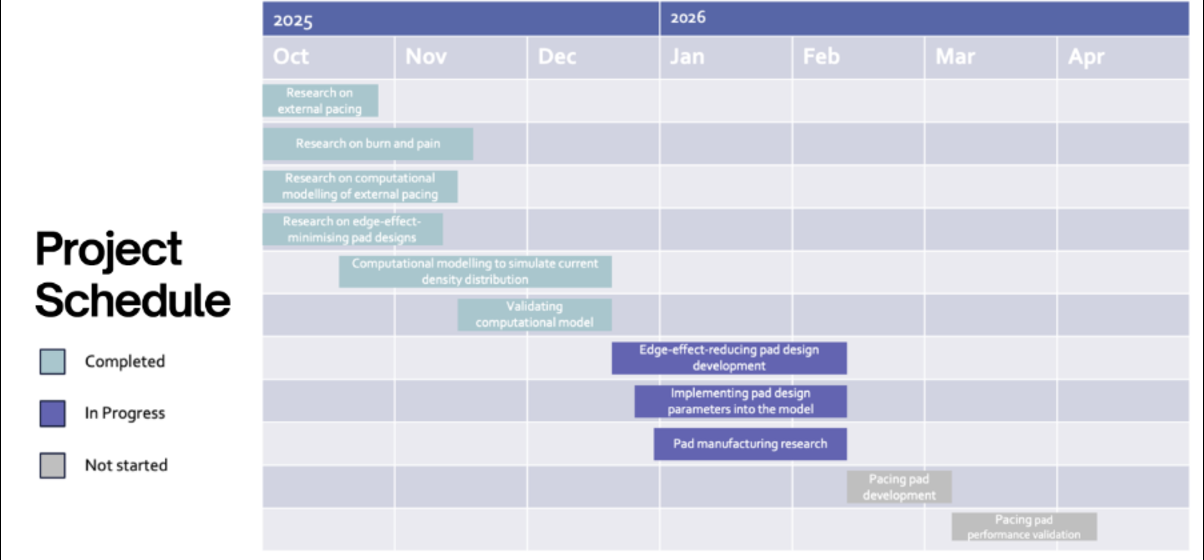 2025 2026
Oct Nov Dec Jan Feb Mar Apr
Research on
external pacing
Research on burn and pain
Research on computational
modelling of external pacing
Research on edge-effect-
minimising pad designs
Computational modelling to simulate current
density distribution
Validating
computational model
Edge-effect-reducing pad design
development
Implementing pad design
parameters into the model
Pad manufacturing research
Pacing pad
development
Pacing pad
performance validation
Project
Schedule
Completed
In Progress
Not started